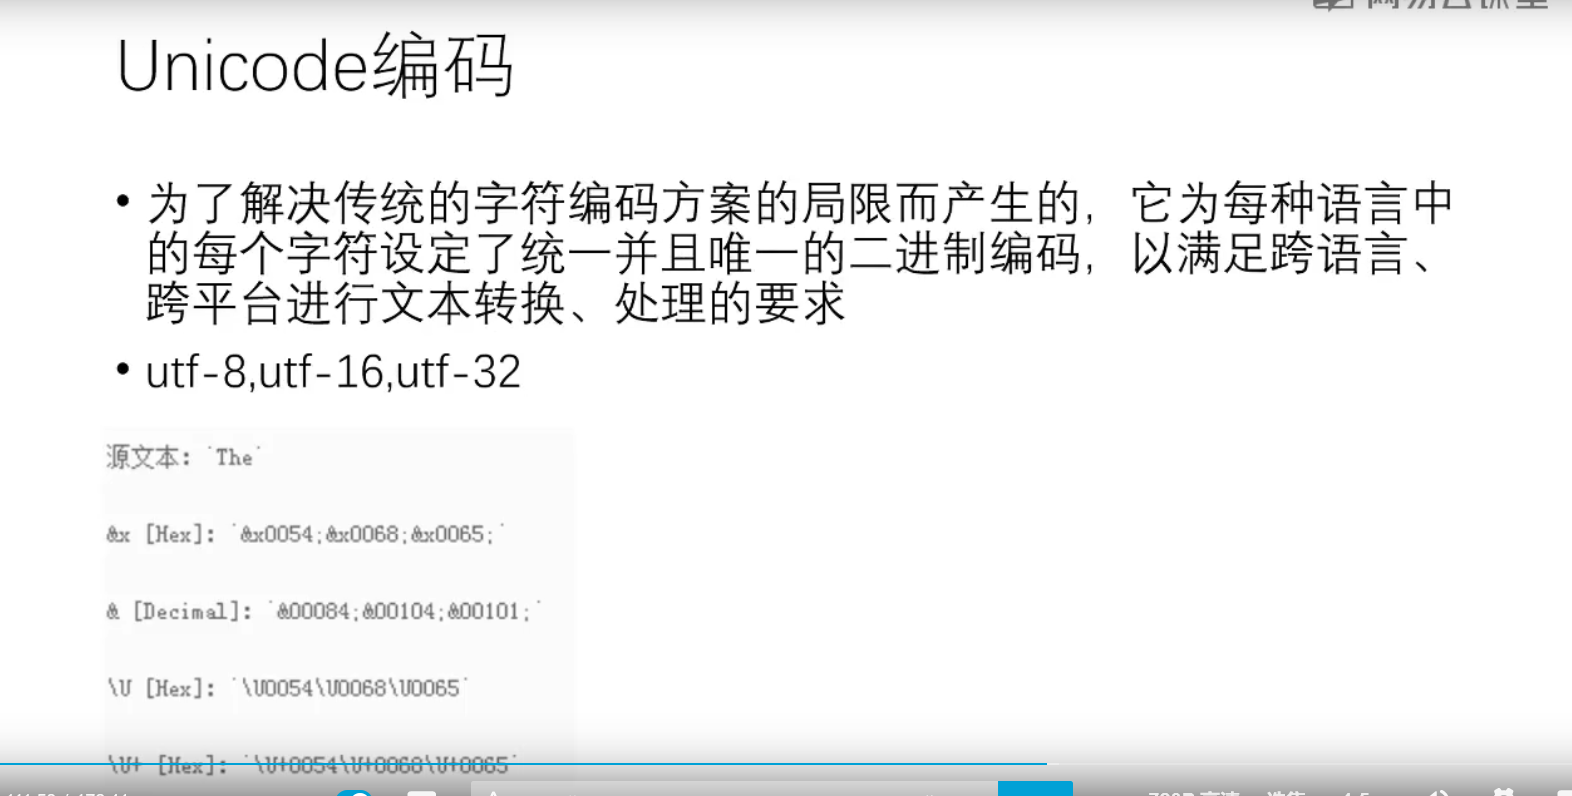 Unicode编码
• 为了解决传统的字符编码方案的局限而产生的，它为每种语言中
的每个字符设定了统一并且唯一的二进制编码，以满足跨语言、
跨平台进行文本转换、处理的要求
• utf-8,utf-16,utf-32
源文本: `The`
&x [Hex]: `&x0054;&x0068;&x0065;`
& [Decimal]: `&00084;&00104;&00101;`
\U [Hex]: `\U0054\U0068\U0065`
\U+ [Hex]: `\U+0054\U+0068\U+0065`